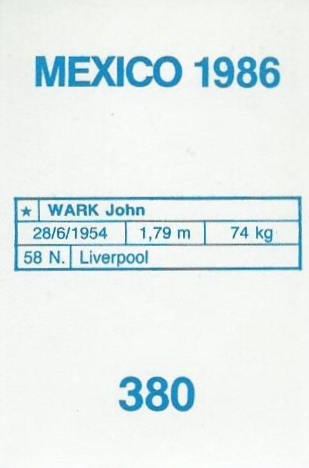 MEXICO 1986
★ WARK John
28/6/1954 1,79 m 74 kg
58 N. Liverpool
380